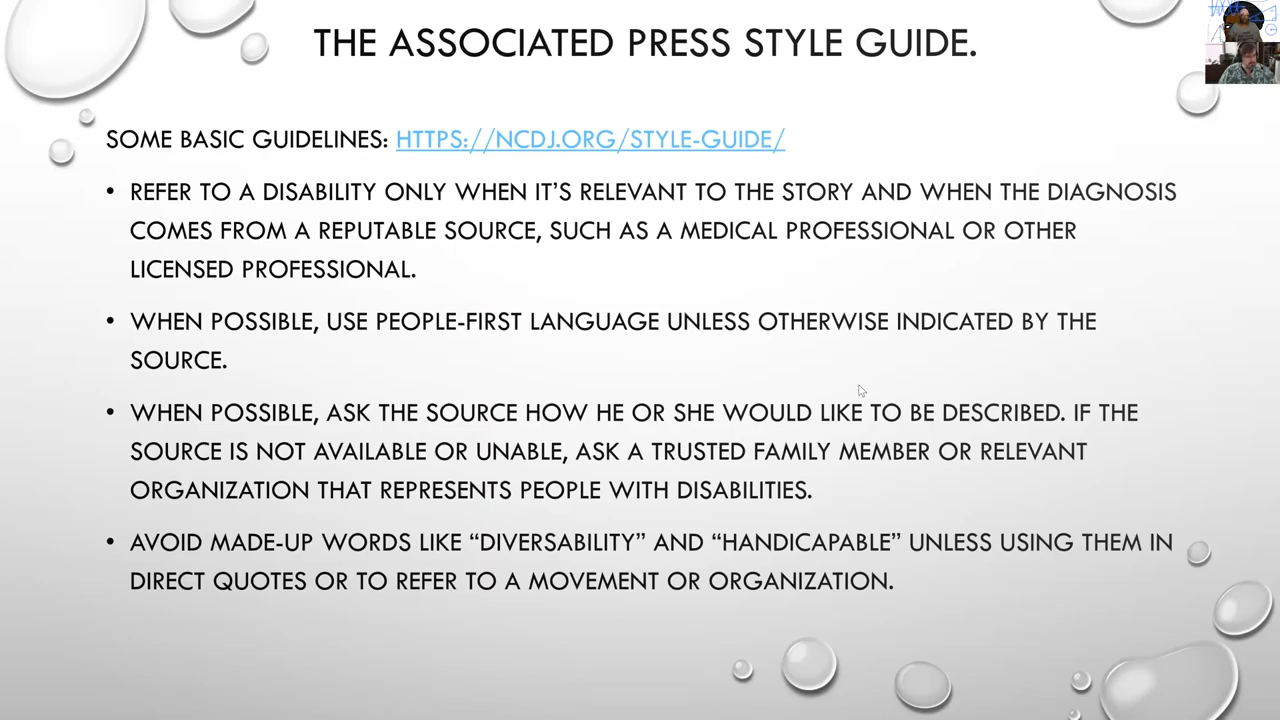 THE ASSOCIATED PRESS STYLE GUIDE.
SOME BASIC GUIDELINES: HTTPS://NCDJ.ORG/STYLE-GUIDE/
• REFER TO A DISABILITY ONLY WHEN IT’S RELEVANT TO THE STORY AND WHEN THE DIAGNOSIS
COMES FROM A REPUTABLE SOURCE, SUCH AS A MEDICAL PROFESSIONAL OR OTHER
LICENSED PROFESSIONAL.
• WHEN POSSIBLE, USE PEOPLE-FIRST LANGUAGE UNLESS OTHERWISE INDICATED BY THE
SOURCE.
• WHEN POSSIBLE, ASK THE SOURCE HOW HE OR SHE WOULD LIKE TO BE DESCRIBED. IF THE
SOURCE IS NOT AVAILABLE OR UNABLE, ASK A TRUSTED FAMILY MEMBER OR RELEVANT
ORGANIZATION THAT REPRESENTS PEOPLE WITH DISABILITIES.
• AVOID MADE-UP WORDS LIKE “DIVERSABILITY” AND “HANDICAPABLE” UNLESS USING THEM IN
DIRECT QUOTES OR TO REFER TO A MOVEMENT OR ORGANIZATION.